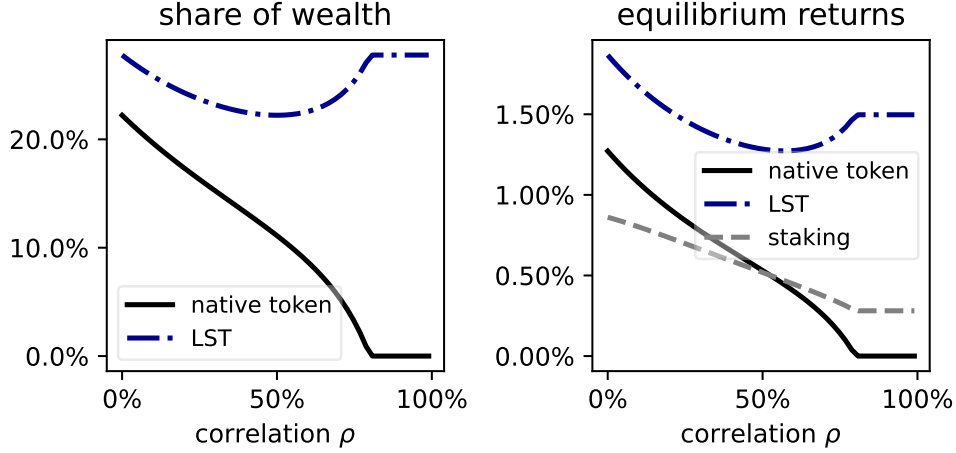 share of wealth
20.0%
10.0%
0.0%
native token
LST
0%
50%
100%
correlation ρ
equilibrium returns
1.50%
1.00%
0.50%
0.00%
native token
LST
staking
0%
50%
100%
correlation ρ